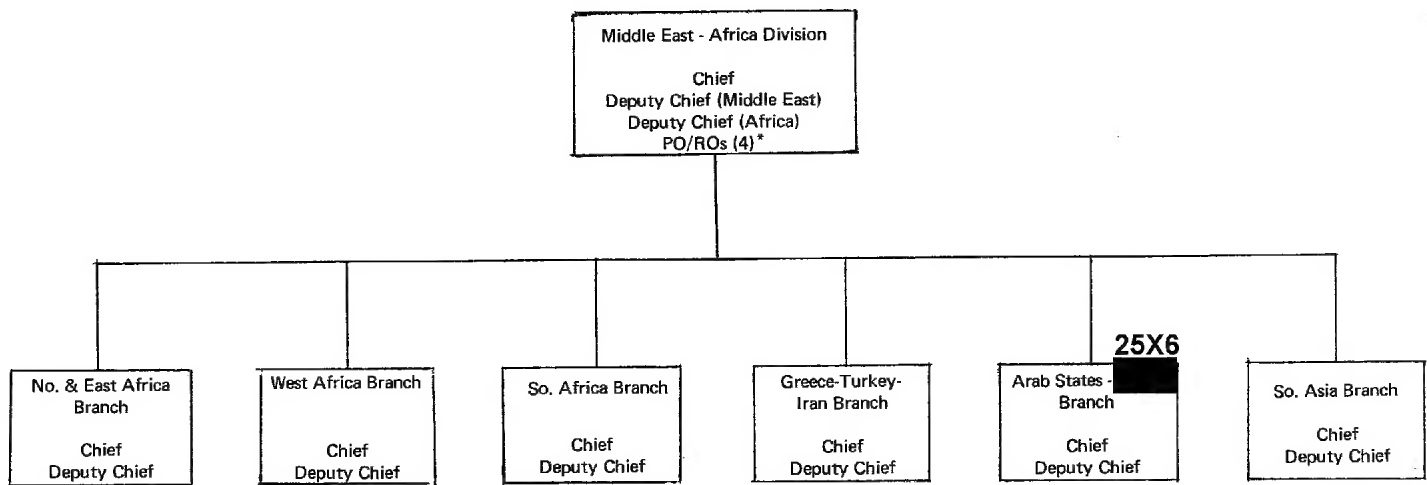 Middle East - Africa Division
Chief
Deputy Chief (Middle East)
Deputy Chief (Africa)
PO/ROs (4)*
No. & East Africa
Branch
Chief
Deputy Chief
West Africa Branch
Chief
Deputy Chief
So. Africa Branch
Chief
Deputy Chief
Greece-Turkey-
Iran Branch
Chief
Deputy Chief
25X6
Arab States -
Branch
Chief
Deputy Chief
So. Asia Branch
Chief
Deputy Chief